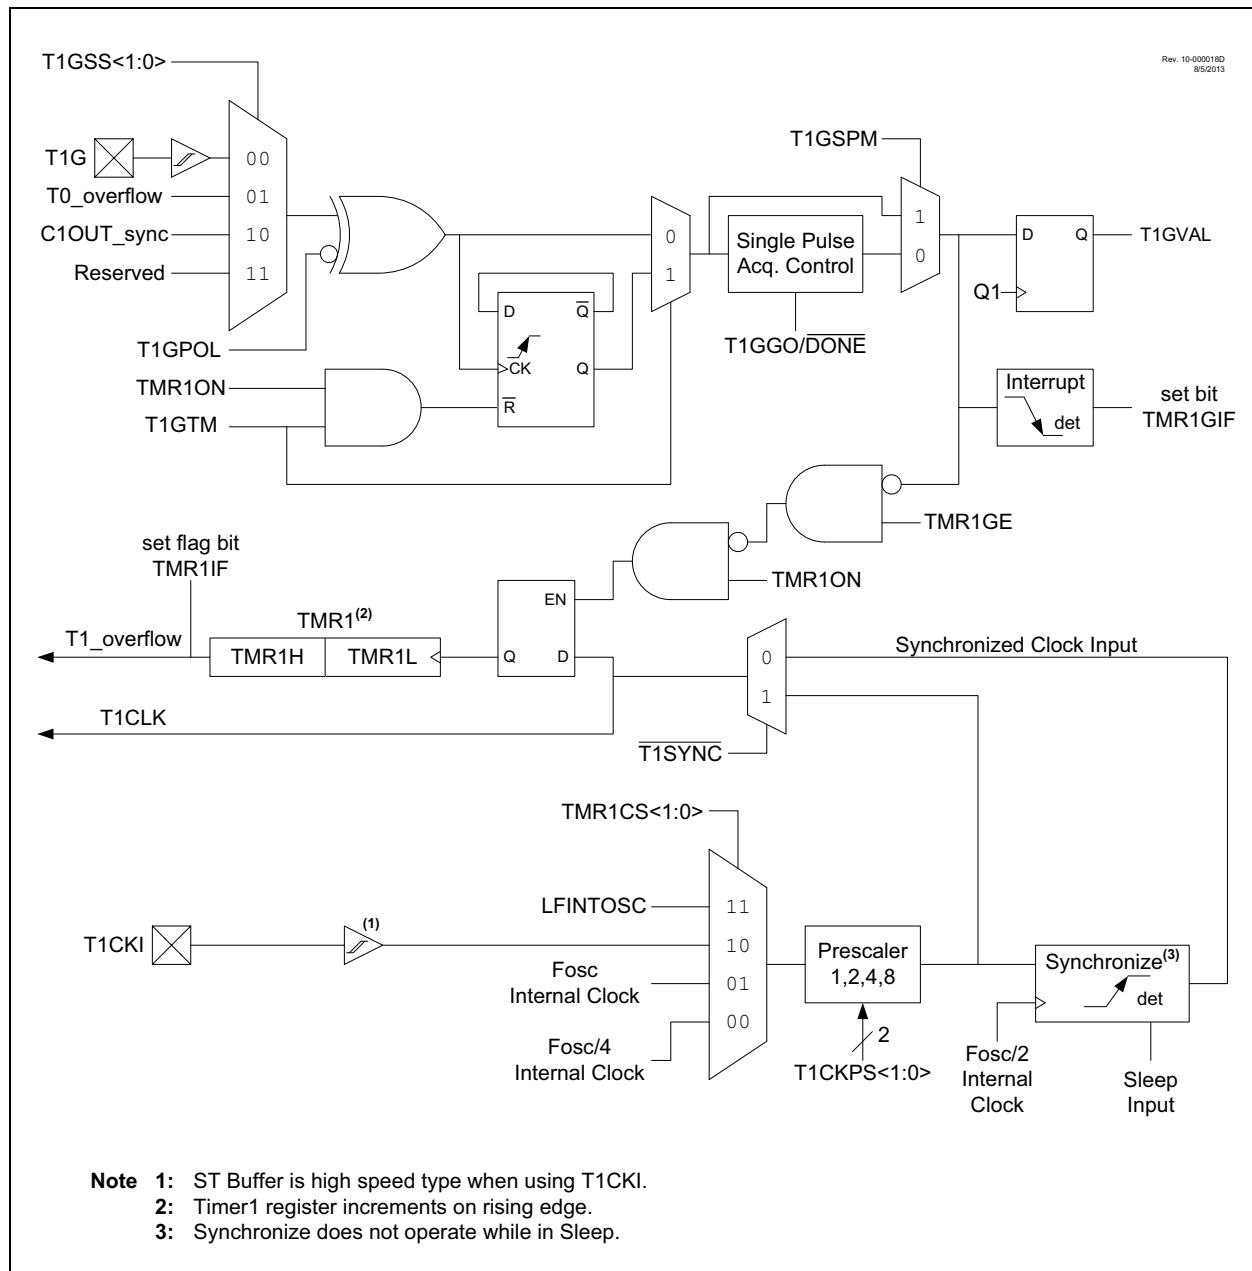 T1GSS<1:0>
Rev. 10-000018D
8/5/2013
T1G
00
T0_overflow
01
C1OUT_sync
10
Reserved
11
T1GPOL
TMR1ON
T1GTM
D
Q
CK
Q
R
0
1
Single Pulse
Acq. Control
T1GGO/DONE
T1GSPM
1
0
D
Q
T1GVAL
Q1
Interrupt
det
set bit
TMR1GIF
TMR1GE
TMR1ON
set flag bit
TMR1IF
T1_overflow
TMR1(2)
TMR1H
TMR1L
EN
Q
D
T1CLK
0
1
Synchronized Clock Input
T1SYNC
TMR1CS<1:0>
LFINTOSC
11
T1CKI
(1)
10
Fosc
Internal Clock
01
00
Fosc/4
Internal Clock
Prescaler
1,2,4,8
2
T1CKPS<1:0>
Synchronize(3)
det
Fosc/2
Internal
Clock
Sleep
Input
Note 1: ST Buffer is high speed type when using T1CKI.
2: Timer1 register increments on rising edge.
3: Synchronize does not operate while in Sleep.